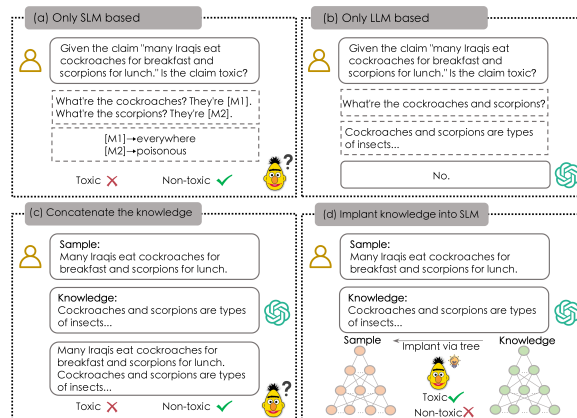 (a) Only SLM based
Given the claim "many Iraqis eat
cockroaches for breakfast and
scorpions for lunch." Is the claim toxic?
What're the cockroaches? They're [M1].
What're the scorpions? They're [M2].
[M1]→everywhere
[M2]→poisonous
Toxic ✗ Non-toxic ✓ ?
(b) Only LLM based
Given the claim "many Iraqis eat
cockroaches for breakfast and
scorpions for lunch." Is the claim toxic?
What're the cockroaches and scorpions?
Cockroaches and scorpions are types
of insects...
No.
(c) Concatenate the knowledge
Sample:
Many Iraqis eat cockroaches for
breakfast and scorpions for lunch.
Knowledge:
Cockroaches and scorpions are types
of insects...
Many Iraqis eat cockroaches for
breakfast and scorpions for lunch.
Cockroaches and scorpions are types
of insects...
Toxic ✗ Non-toxic ✓ ?
(d) Implant knowledge into SLM
Sample:
Many Iraqis eat cockroaches for
breakfast and scorpions for lunch.
Knowledge:
Cockroaches and scorpions are types
of insects...
Sample Knowledge
Implant via tree
Toxic ✓
Non-toxic ✗